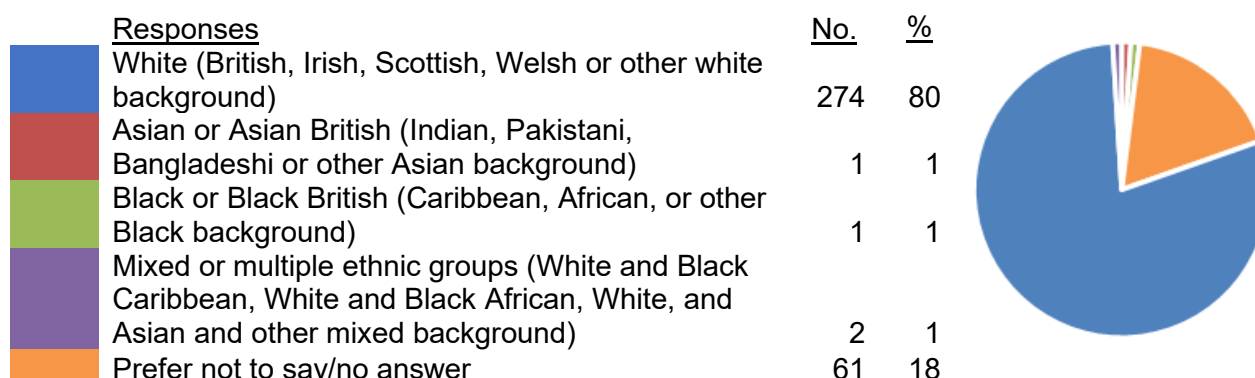 Responses No. %
White (British, Irish, Scottish, Welsh or other white
background) 274 80
Asian or Asian British (Indian, Pakistani,
Bangladeshi or other Asian background) 1 1
Black or Black British (Caribbean, African, or other
Black background) 1 1
Mixed or multiple ethnic groups (White and Black
Caribbean, White and Black African, White, and
Asian and other mixed background) 2 1
Prefer not to say/no answer 61 18